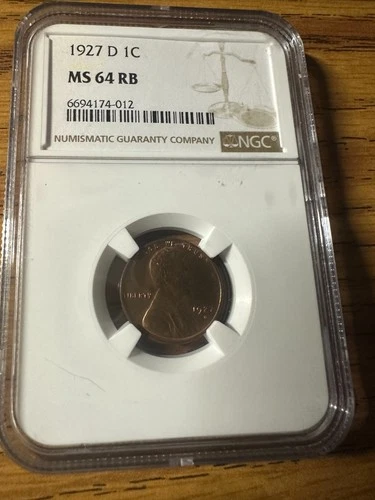 1927 D 1C
MS 64 RB
6694174-012
NUMISMATIC GUARANTY COMPANY NGC®
LIBERTY